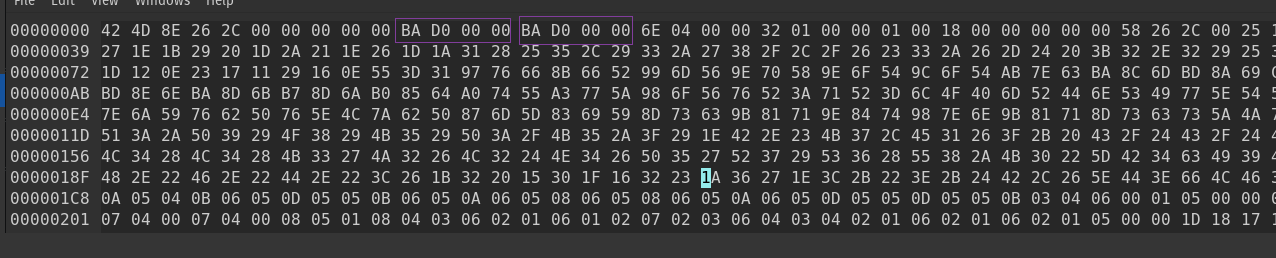 File Edit View Windows Help
00000000 42 4D 8E 26 2C 00 00 00 00 00 BA D0 00 00 BA D0 00 00 6E 04 00 00 32 01 00 00 01 00 18 00 00 00 00 00 58 26 2C 00 25 1
00000039 27 1E 1B 29 20 1D 2A 21 1E 26 1D 1A 31 28 25 35 2C 29 33 2A 27 38 2F 2C 2F 26 23 33 2A 26 2D 24 20 3B 32 2E 32 29 25 3
00000072 1D 12 0E 23 17 11 29 16 0E 55 3D 31 97 76 66 8B 66 52 99 6D 56 9E 70 58 9E 6F 54 9C 6F 54 AB 7E 63 BA 8C 6D BD 8A 69
000000AB BD 8E 6E BA 8D 6B B7 8D 6A B0 85 64 A0 74 55 A3 77 5A 98 6F 56 76 52 3A 71 52 3D 6C 4F 40 6D 52 44 6E 53 49 77 5E 54 5
000000E4 7E 6A 59 76 62 50 76 5E 4C 7A 62 50 87 6D 5D 83 69 59 8D 73 63 9B 81 71 9E 84 74 98 7E 6E 9B 81 71 8D 73 63 73 5A 4A 7
0000011D 51 3A 2A 50 39 29 4F 38 29 4B 35 29 50 3A 2F 4B 35 2A 3F 29 1E 42 2E 23 4B 37 2C 45 31 26 3F 2B 20 43 2F 24 43 2F 24 4
00000156 4C 34 28 4C 34 28 4B 33 27 4A 32 26 4C 32 24 4E 34 26 50 35 27 52 37 29 53 36 28 55 38 2A 4B 30 22 5D 42 34 63 49 39 4
0000018F 48 2E 22 46 2E 22 44 2E 22 3C 26 1B 32 20 15 30 1F 16 32 23 1A 36 27 1E 3C 2B 22 3E 2B 24 42 2C 26 5E 44 3E 66 4C 46 3
000001C8 0A 05 04 0B 06 05 0D 05 05 0B 06 05 0A 06 05 08 06 05 08 06 05 0A 06 05 0D 05 05 0D 05 05 0B 03 04 06 00 01 05 00 00 0
00000201 07 04 00 07 04 00 08 05 01 08 04 03 06 02 01 06 01 02 07 02 03 06 04 03 04 02 01 06 02 01 06 02 01 05 00 00 1D 18 17 1